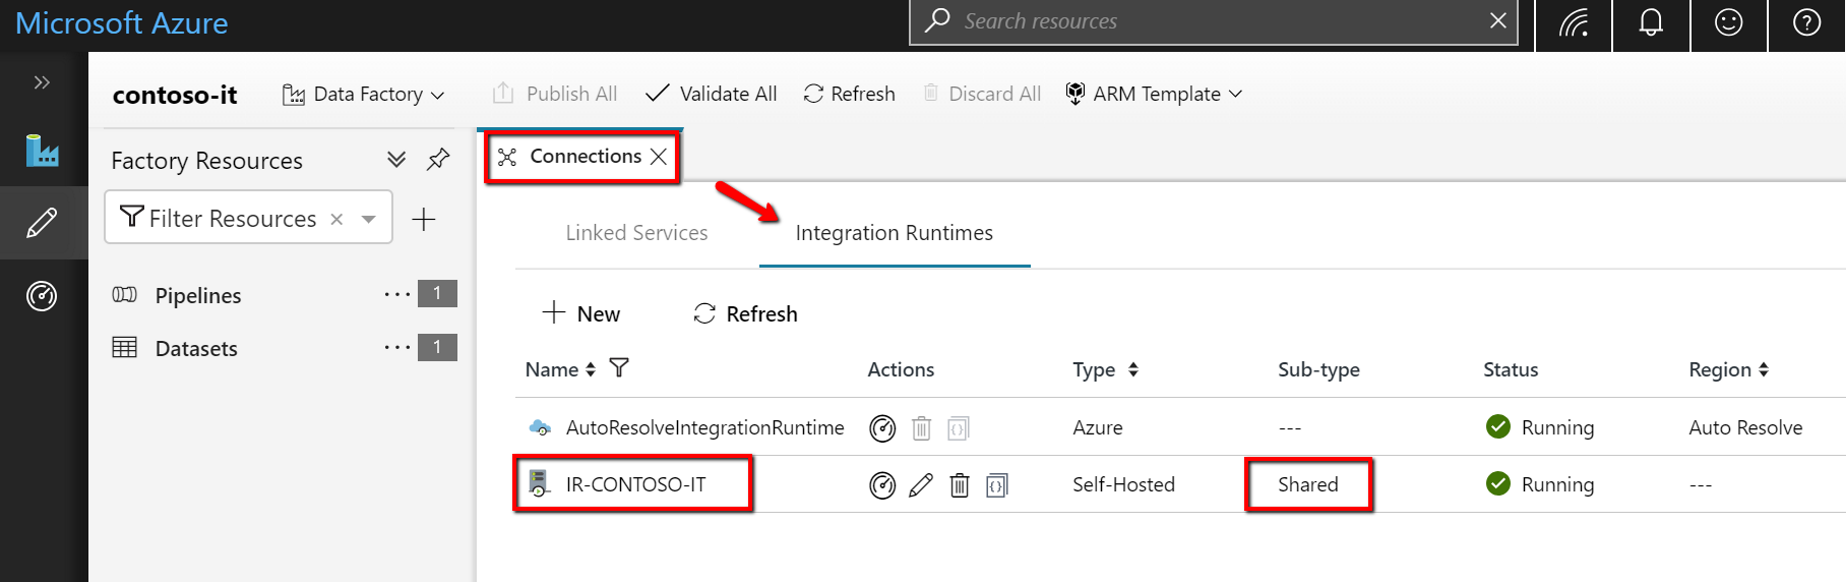 Microsoft Azure
Search resources
contoso-it
Data Factory
Publish All
Validate All
Refresh
Discard All
ARM Template
Factory Resources
Connections
Filter Resources
Linked Services
Integration Runtimes
Pipelines ... 1
Datasets ... 1
New
Refresh
Name Actions Type Sub-type Status Region
AutoResolveIntegrationRuntime Azure --- Running Auto Resolve
IR-CONTOSO-IT Self-Hosted Shared Running ---